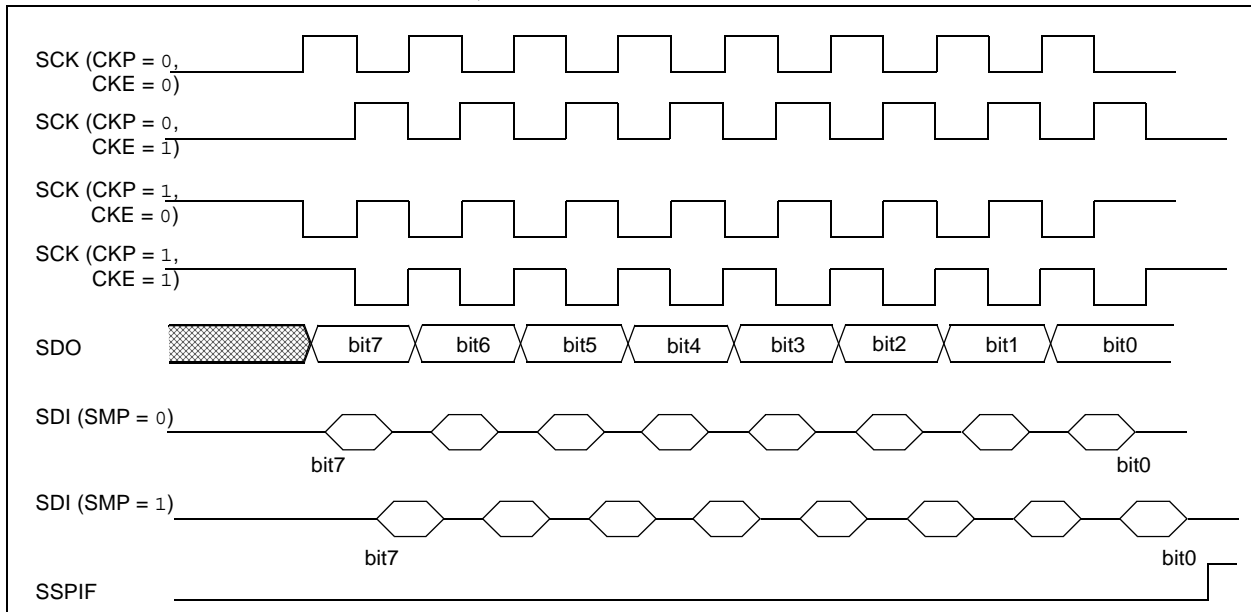 SCK (CKP = 0,
CKE = 0)
SCK (CKP = 0,
CKE = 1)
SCK (CKP = 1,
CKE = 0)
SCK (CKP = 1,
CKE = 1)
SDO bit7 bit6 bit5 bit4 bit3 bit2 bit1 bit0
SDI (SMP = 0)
bit7 bit0
SDI (SMP = 1)
bit7 bit0
SSPIF